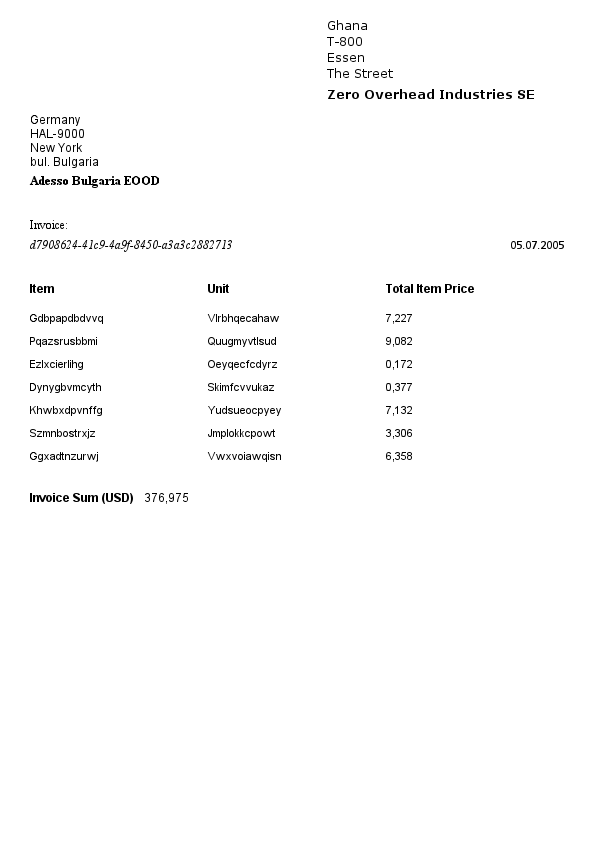 Ghana
T-800
Essen
The Street
Zero Overhead Industries SE
Germany
HAL-9000
New York
bul. Bulgaria
Adesso Bulgaria EOOD
Invoice:
d7908624-41c9-4a9f-8450-a3a3c2882713 05.07.2005
Item Unit Total Item Price
Gdbpapdbdvvq Vlrbhqecahaw 7,227
Pqazsrusbbmi Quugmyvtlsud 9,082
Ezlxcierlihg Oeyqecfcdyrz 0,172
Dynygbvmcyth Skimfcvvukaz 0,377
Khwbxdpvnffg Yudsueocpyey 7,132
Szmnbostrxjz Jmplokkcpowt 3,306
Ggxadtnzurwj Vwxvoiawqisn 6,358
Invoice Sum (USD) 376,975